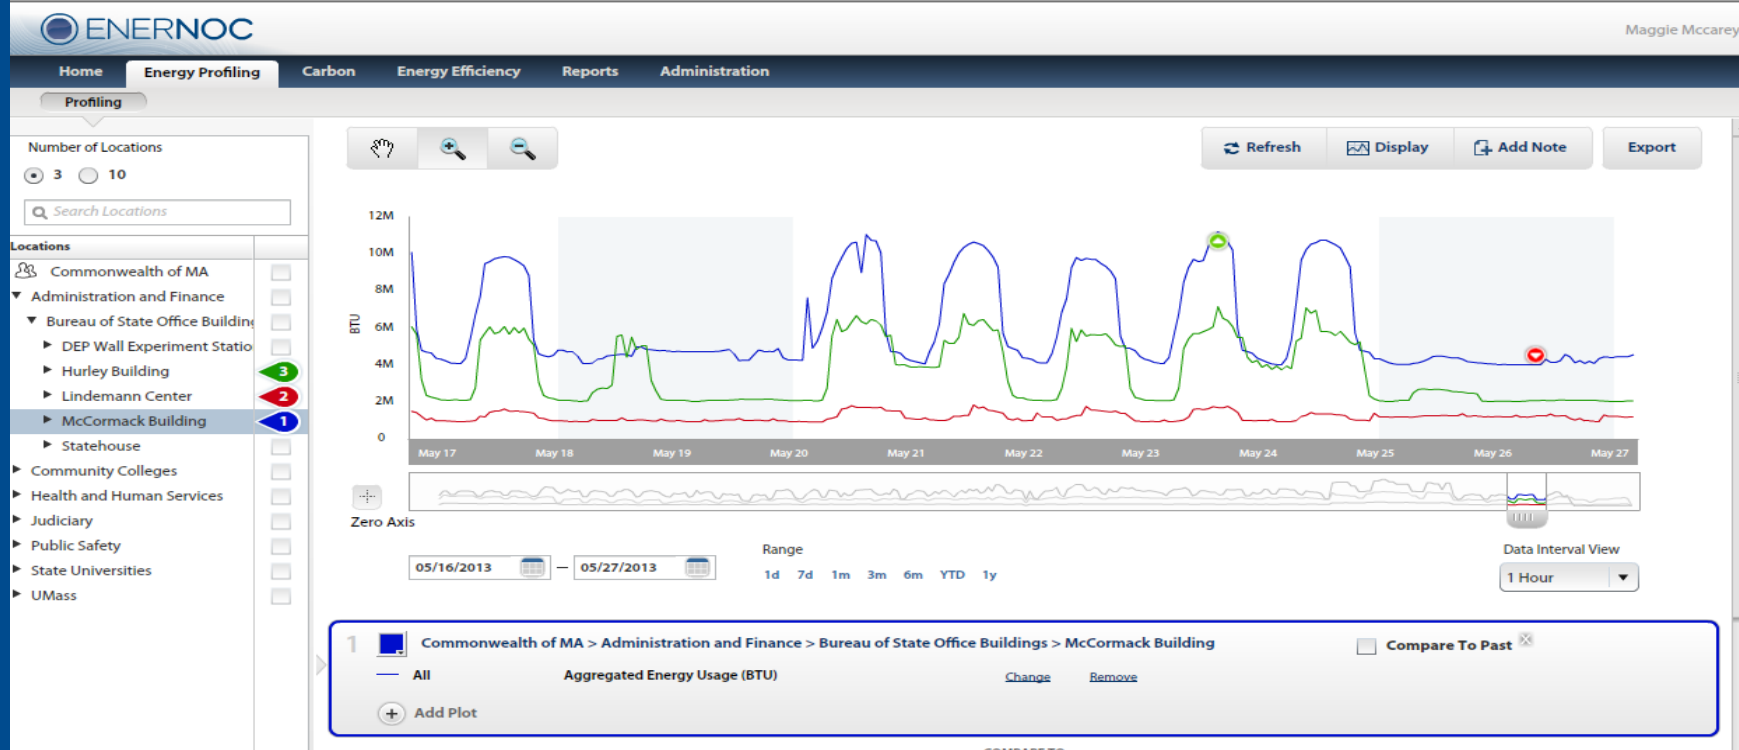 ENERNOC
Maggie Mccarey
Home Energy Profiling Carbon Energy Efficiency Reports Administration
Profiling
Number of Locations
3 10
Search Locations
Locations
Commonwealth of MA
Administration and Finance
Bureau of State Office Building
DEP Wall Experiment Statio
Hurley Building 3
Lindemann Center 2
McCormack Building 1
Statehouse
Community Colleges
Health and Human Services
Judiciary
Public Safety
State Universities
UMass
Refresh Display Add Note Export
12M
10M
8M
6M
4M
2M
0
BTU
May 17 May 18 May 19 May 20 May 21 May 22 May 23 May 24 May 25 May 26 May 27
Zero Axis
05/16/2013 – 05/27/2013
Range
1d 7d 1m 3m 6m YTD 1y
Data Interval View
1 Hour
1 Commonwealth of MA > Administration and Finance > Bureau of State Office Buildings > McCormack Building
Compare To Past
All Aggregated Energy Usage (BTU) Change Remove
Add Plot
COMPARE TO